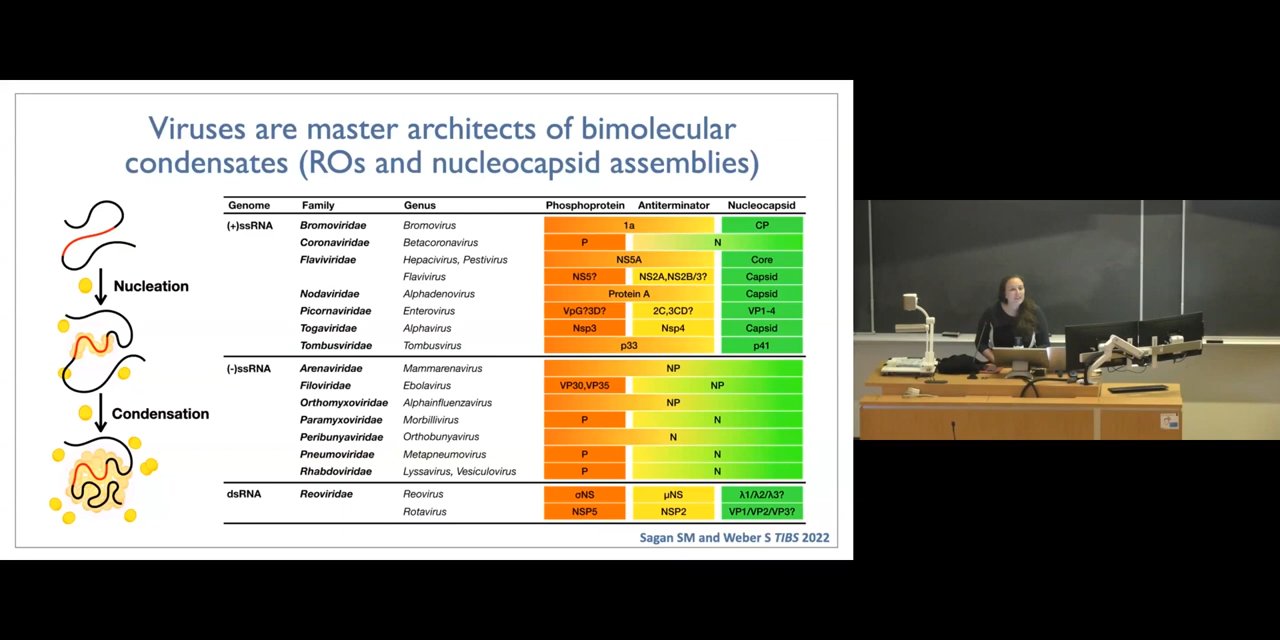 Viruses are master architects of bimolecular
condensates (ROs and nucleocapsid assemblies)
Nucleation
Condensation
Genome Family Genus Phosphoprotein Antiterminator Nucleocapsid
(+)ssRNA Bromoviridae Bromovirus 1a CP
Coronaviridae Betacoronavirus P N
Flaviviridae Hepacivirus, Pestivirus NS5A Core
Flavivirus NS5? NS2A,NS2B/3? Capsid
Nodaviridae Alphadenovirus Protein A Capsid
Picornaviridae Enterovirus VpG?3D? 2C,3CD? VP1-4
Togaviridae Alphavirus Nsp3 Nsp4 Capsid
Tombusviridae Tombusvirus p33 p41
(-)ssRNA Arenaviridae Mammarenavirus NP
Filoviridae Ebolavirus VP30,VP35 NP
Orthomyxoviridae Alphainfluenzavirus NP
Paramyxoviridae Morbillivirus P N
Peribunyaviridae Orthobunyavirus N
Pneumoviridae Metapneumovirus P N
Rhabdoviridae Lyssavirus, Vesiculovirus P N
dsRNA Reoviridae Reovirus σNS μNS λ1/λ2/λ3?
Rotavirus NSP5 NSP2 VP1/VP2/VP3?
Sagan SM and Weber S TIBS 2022